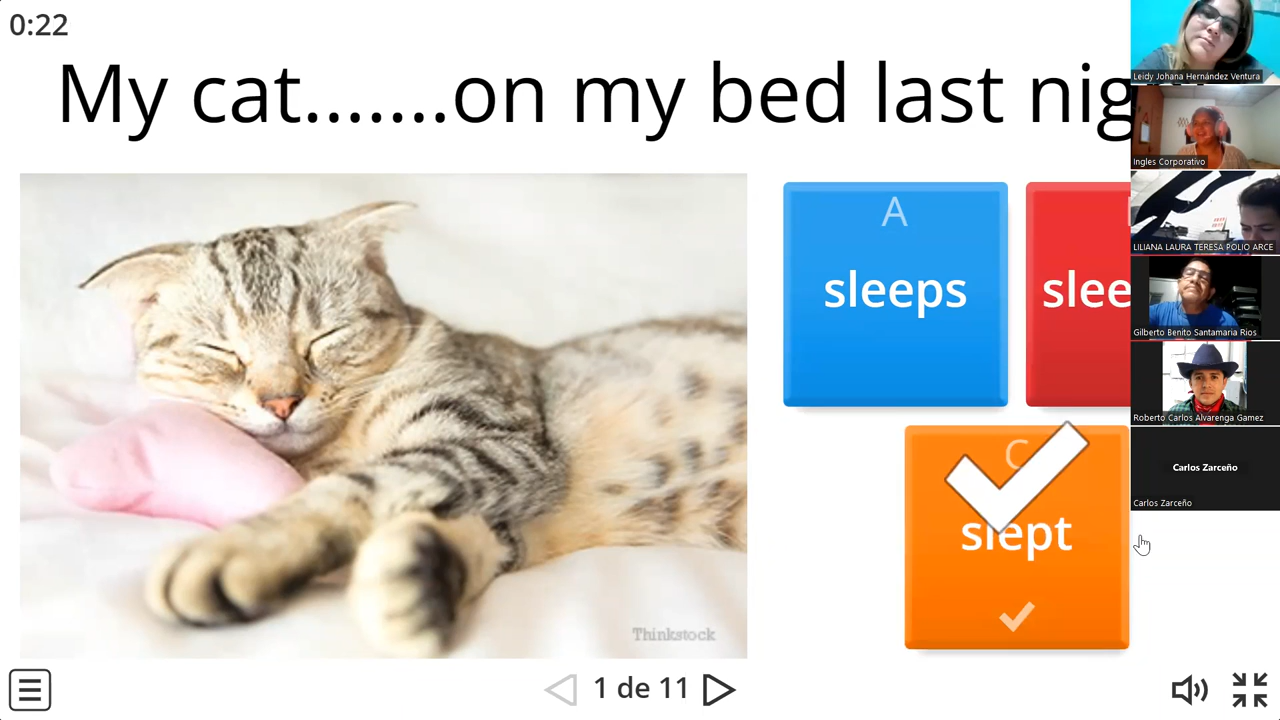 0:22
My cat.......on my bed last nig
A
sleeps
slee
C
slept
Thinkstock
1 de 11
Leidy Johana Hernández Ventura
Ingles Corporativo
LILIANA LAURA TERESA POLIO ARCE
Gilberto Benito Santamaria Rios
Roberto Carlos Alvarenga Gamez
Carlos Zarceño
Carlos Zarceño